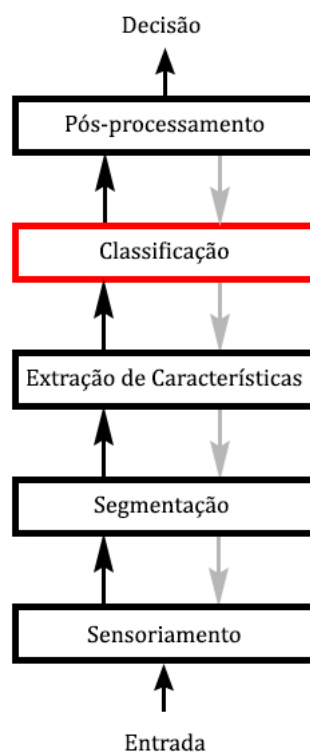 Decisão
Pós-processamento
Classificação
Extração de Características
Segmentação
Sensoriamento
Entrada